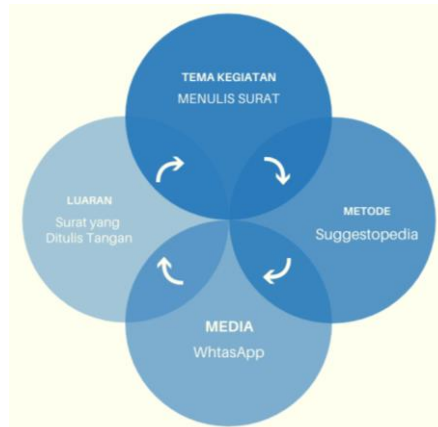 TEMA KEGIATAN
MENULIS SURAT
METODE
Suggestopedia
MEDIA
WhtasApp
LUARAN
Surat yang
Ditulis Tangan